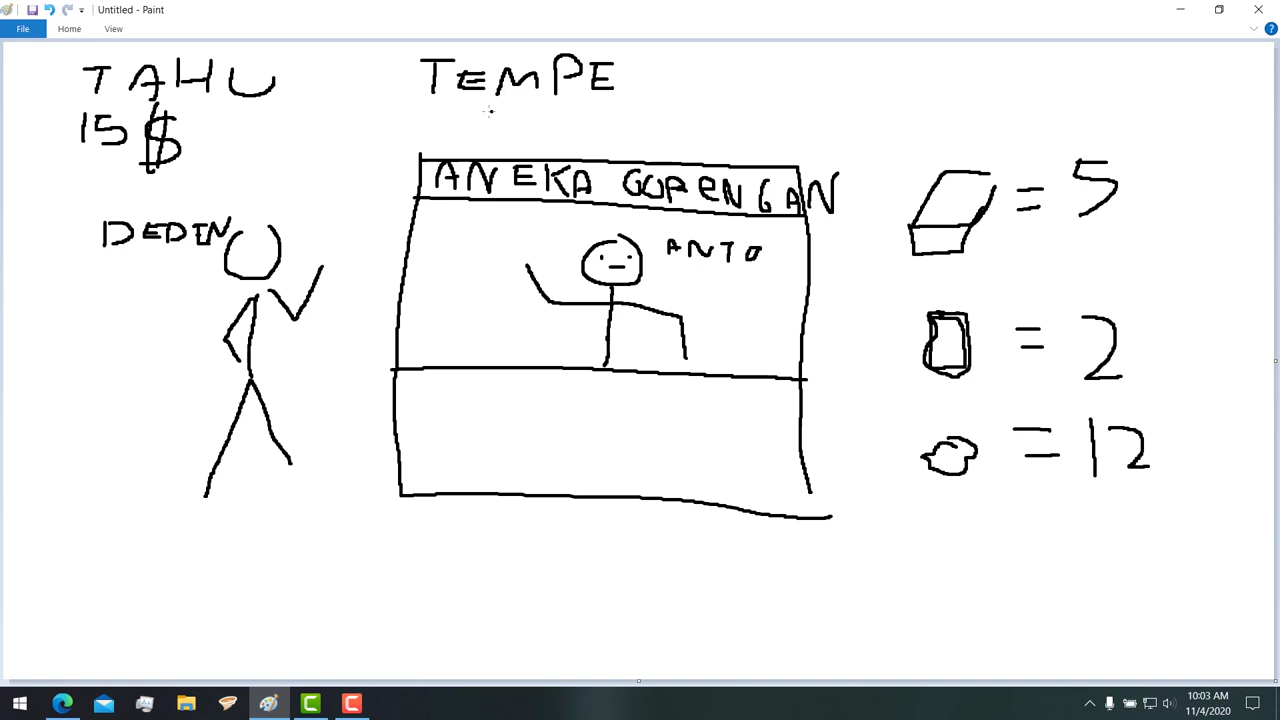 Untitled - Paint
File Home View
TAHU TEMPE
15$
ANEKA GORENGAN
= 5
DEDIN
ANTO
= 2
= 12
10:03 AM
11/4/2020